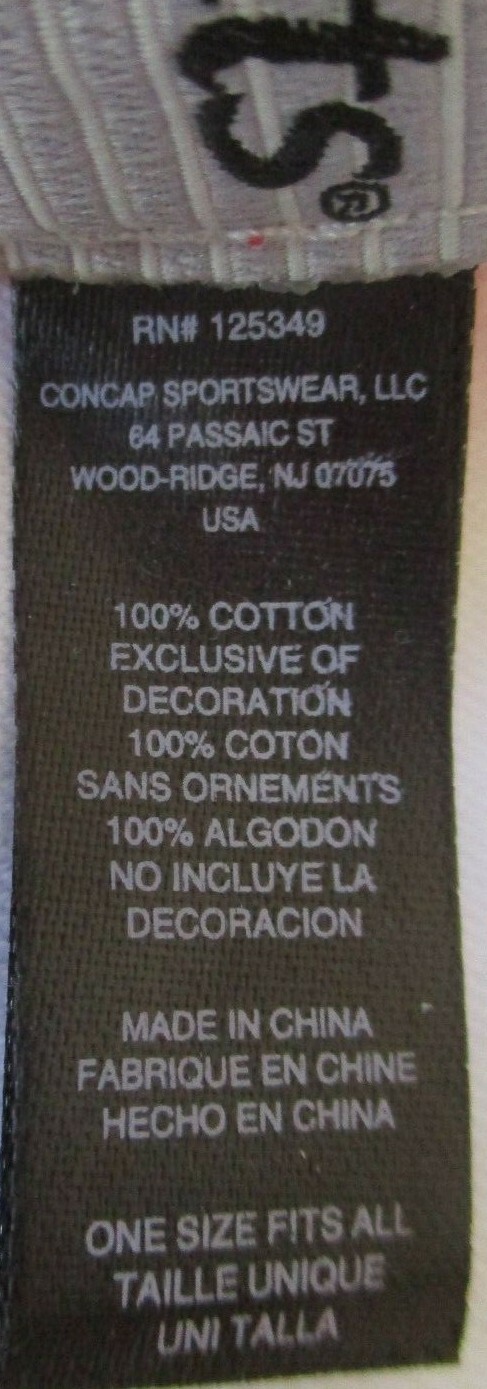 ts®
RN# 125349
CONCAP SPORTSWEAR, LLC
64 PASSAIC ST
WOOD-RIDGE, NJ 07075
USA
100% COTTON
EXCLUSIVE OF
DECORATION
100% COTON
SANS ORNEMENTS
100% ALGODON
NO INCLUYE LA
DECORACION
MADE IN CHINA
FABRIQUE EN CHINE
HECHO EN CHINA
ONE SIZE FITS ALL
TAILLE UNIQUE
UNI TALLA